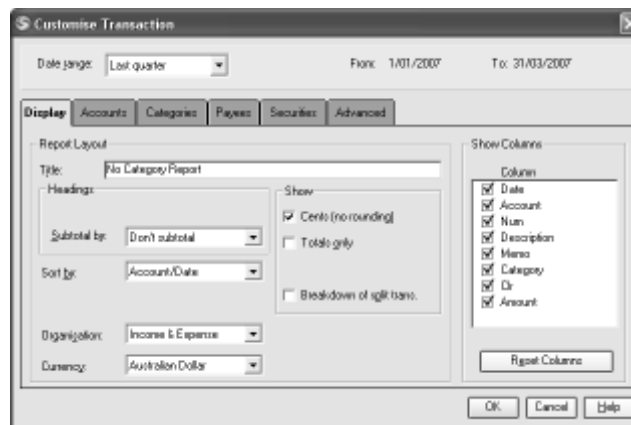 Customise Transaction
Date range: Last quarter From: 1/01/2007 To: 31/03/2007
Display Accounts Categories Payees Securities Advanced
Report Layout
Title: No Category Report
Headings
Subtotal by: Don't subtotal
Sort by: Account/Date
Organisation: Income & Expense
Currency: Australian Dollar
Show
Cents (no rounding)
Totals only
Breakdown of split trans.
Show Columns
Column
Date
Account
Num
Description
Memo
Category
Clr
Amount
Reset Columns
OK Cancel Help